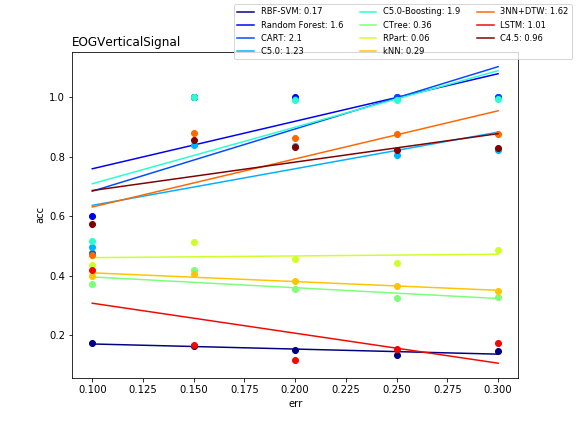 RBF-SVM: 0.17
Random Forest: 1.6
CART: 2.1
C5.0: 1.23
C5.0-Boosting: 1.9
CTree: 0.36
RPart: 0.06
kNN: 0.29
3NN+DTW: 1.62
LSTM: 1.01
C4.5: 0.96
EOGVerticalSignal
acc
1.0
0.8
0.6
0.4
0.2
0.100 0.125 0.150 0.175 0.200 0.225 0.250 0.275 0.300
err